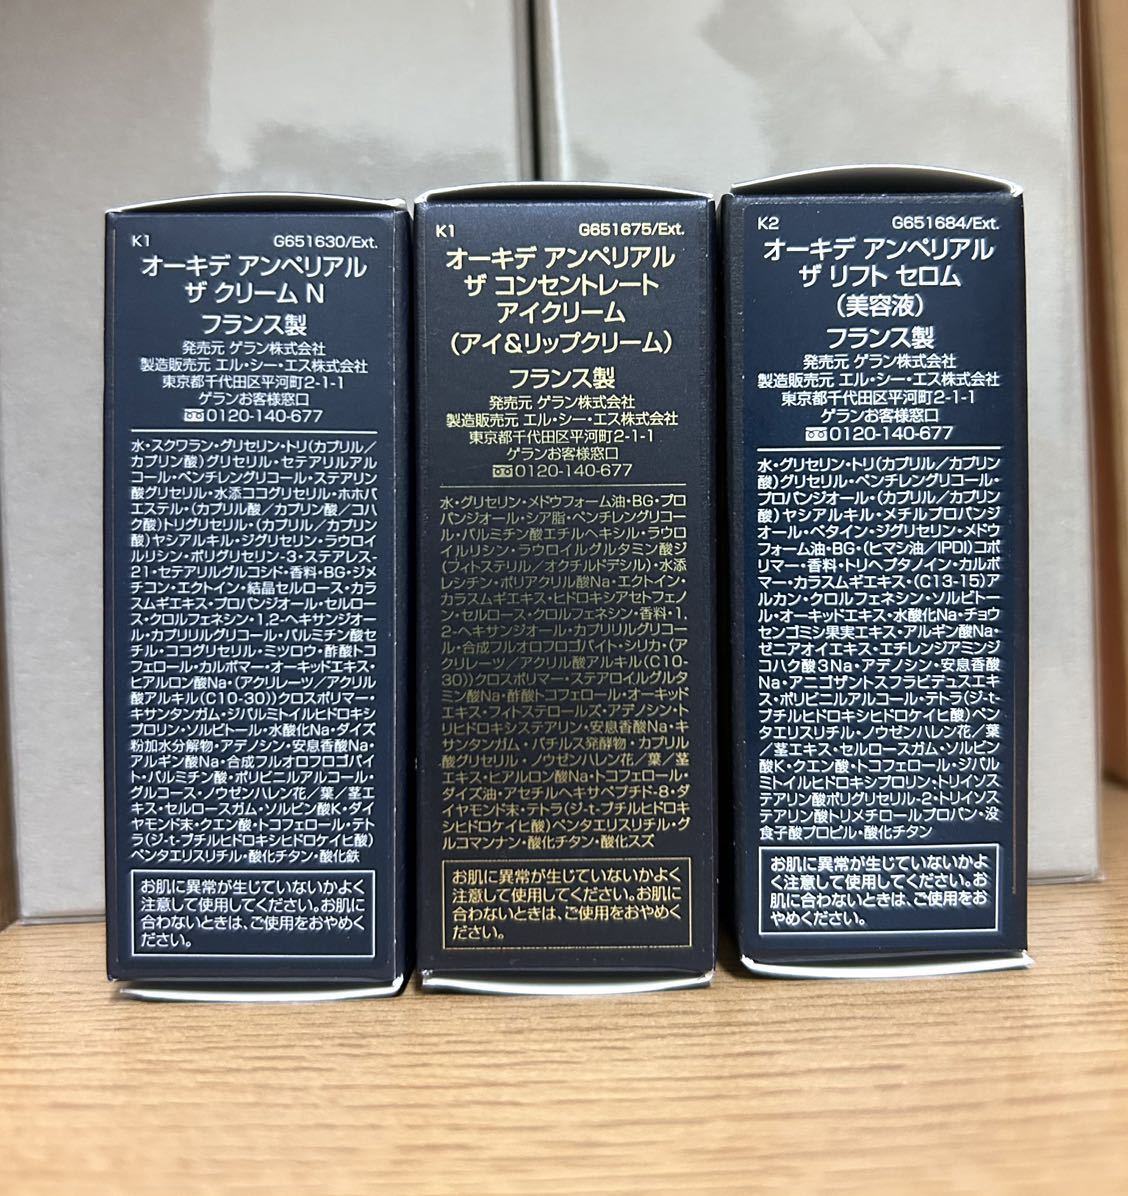 K1 G651630/Ext.
オーキデ アンペリアル
ザ クリーム N
フランス製
発売元 ゲラン株式会社
製造販売元 エル・シー・エス株式会社
東京都千代田区平河町2-1-1
ゲランお客様窓口
0120-140-677
水・スクワラン・グリセリン・トリ(カプリル/
カプリン酸)グリセリル・セテアリルアル
コール・ペンチレングリコール・ステアリン
酸グリセリル・水添ココグリセリル・ホホバ
エステル・(カプリル酸/カプリン酸/コハ
ク酸)トリグリセリル・(カプリル/カプリン
酸)ヤシアルキル・ジグリセリン・ラウロイ
ルリシン・ポリグリセリン-3・ステアレス-
21・セテアリルグルコシド・香料・BG・ジメ
チコン・エクトイン・結晶セルロース・カラ
スムギエキス・プロパンジオール・セルロー
ス・クロルフェネシン・1,2-ヘキサンジオー
ル・カプリリルグリコール・パルミチン酸セ
チル・ココグリセリル・ミツロウ・酢酸トコ
フェロール・カルボマー・オーキッドエキス・
ヒアルロン酸Na・(アクリレーツ/アクリル
酸アルキル(C10-30))クロスポリマー・
キサンタンガム・ジパルミトイルヒドロキシ
プロリン・ソルビトール・水酸化Na・ダイズ
粉加水分解物・アデノシン・安息香酸Na・
アルギン酸Na・合成フルオロフロゴパイ
ト・パルミチン酸・ポリビニルアルコール・
グルコース・ノウゼンハレン花/葉/茎エ
キス・セルロースガム・ソルビン酸K・ダイ
ヤモンド末・クエン酸・トコフェロール・テト
ラ(ジ-t-ブチルヒドロキシヒドロケイヒ酸)
ペンタエリスリチル・酸化チタン・酸化鉄
お肌に異常が生じていないかよく
注意して使用してください。お肌に
合わないときは、ご使用をおやめく
ださい。
K1 G651675/Ext.
オーキデ アンペリアル
ザ コンセントレート
アイクリーム
(アイ&リップクリーム)
フランス製
発売元 ゲラン株式会社
製造販売元 エル・シー・エス株式会社
東京都千代田区平河町2-1-1
ゲランお客様窓口
0120-140-677
水・グリセリン・メドウフォーム油・BG・プロ
パンジオール・シア脂・ペンチレングリコー
ル・パルミチン酸エチルヘキシル・ラウロ
イルリシン・ラウロイルグルタミン酸ジ
(フィトステリル/オクチルドデシル)・水添
レシチン・ポリアクリル酸Na・エクトイン・
カラスムギエキス・ヒドロキシアセトフェノ
ン・セルロース・クロルフェネシン・香料・1,
2-ヘキサンジオール・カプリリルグリコー
ル・合成フルオロフロゴパイト・シリカ・(ア
クリレーツ/アクリル酸アルキル(C10-
30))クロスポリマー・ステアロイルグルタ
ミン酸Na・酢酸トコフェロール・オーキッド
エキス・フィトステロールズ・アデノシン・ト
リヒドロキシステアリン・安息香酸Na・キ
サンタンガム・バチルス発酵物・カプリル
酸グリセリル・ノウゼンハレン花/葉/茎
エキス・ヒアルロン酸Na・トコフェロール・
ダイズ油・アセチルヘキサペプチド-8・ダ
イヤモンド末・テトラ(ジ-t-ブチルヒドロキ
シヒドロケイヒ酸)ペンタエリスリチル・グ
ルコマンナン・酸化チタン・酸化スズ
お肌に異常が生じていないかよく
注意して使用してください。お肌に
合わないときは、ご使用をおやめく
ださい。
K2 G651684/Ext.
オーキデ アンペリアル
ザ リフト セロム
(美容液)
フランス製
発売元 ゲラン株式会社
製造販売元 エル・シー・エス株式会社
東京都千代田区平河町2-1-1
ゲランお客様窓口
0120-140-677
水・グリセリン・トリ(カプリル/カプリン
酸)グリセリル・ペンチレングリコール・
プロパンジオール・(カプリル/カプリン
酸)ヤシアルキル・メチルプロパンジ
オール・ベタイン・ジグリセリン・メドウ
フォーム油・BG・(ヒマシ油/IPDI)コポ
リマー・香料・トリヘプタノイン・カルボ
マー・カラスムギエキス・(C13-15)ア
ルカン・クロルフェネシン・ソルビトー
ル・オーキッドエキス・水酸化Na・チョウ
センゴミシ果実エキス・アルギン酸Na・
ゼニアオイエキス・エチレンジアミンジ
コハク酸3Na・アデノシン・安息香酸
Na・アニゴザントスフラビデュスエキ
ス・ポリビニルアルコール・テトラ(ジ-t-
ブチルヒドロキシヒドロケイヒ酸)ペン
タエリスリチル・ノウゼンハレン花/葉
/茎エキス・セルロースガム・ソルビン
酸K・クエン酸・トコフェロール・ジパル
ミトイルヒドロキシプロリン・トリイソス
テアリン酸ポリグリセリル-2・トリイソス
テアリン酸トリメチロールプロパン・没
食子酸プロピル・酸化チタン
お肌に異常が生じていないかよ
く注意して使用してください。お
肌に合わないときは、ご使用をお
やめください。